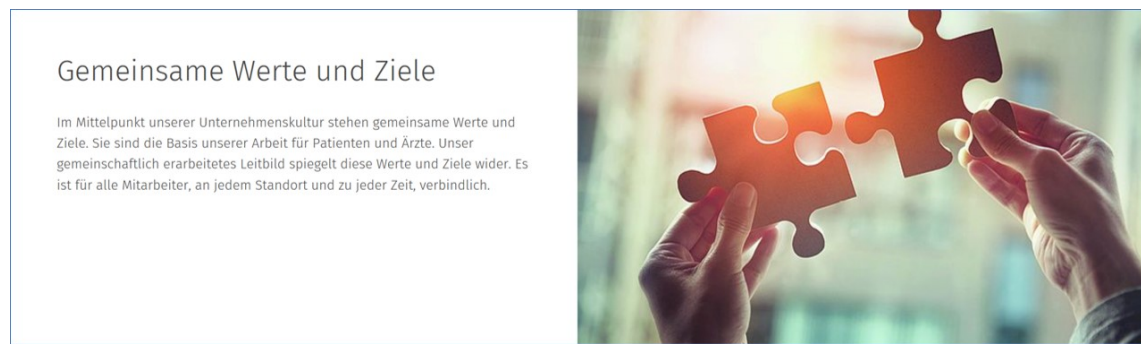 Gemeinsame Werte und Ziele
Im Mittelpunkt unserer Unternehmenskultur stehen gemeinsame Werte und
Ziele. Sie sind die Basis unserer Arbeit für Patienten und Ärzte. Unser
gemeinschaftlich erarbeitetes Leitbild spiegelt diese Werte und Ziele wider. Es
ist für alle Mitarbeiter, an jedem Standort und zu jeder Zeit, verbindlich.